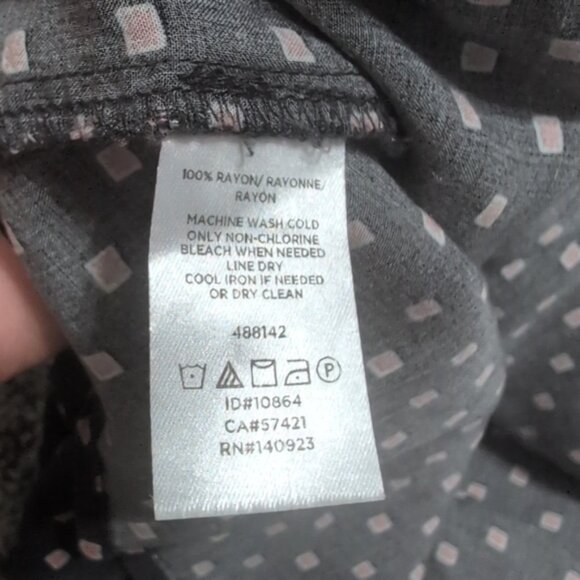 100% RAYON/ RAYONNE/
RAYÓN
MACHINE WASH COLD
ONLY NON-CHLORINE
BLEACH WHEN NEEDED
LINE DRY
COOL IRON IF NEEDED
OR DRY CLEAN
488142
P
ID#10864
CA#57421
RN#140923